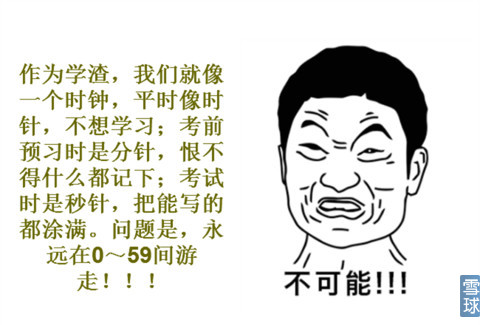 作为学渣，我们就像
一个时钟，平时像时
针，不想学习；考前
预习时是分针，恨不
得什么都记下；考试
时是秒针，把能写的
都涂满。问题是，永
远在0～59间游
走！！！
不可能!!!
雪球